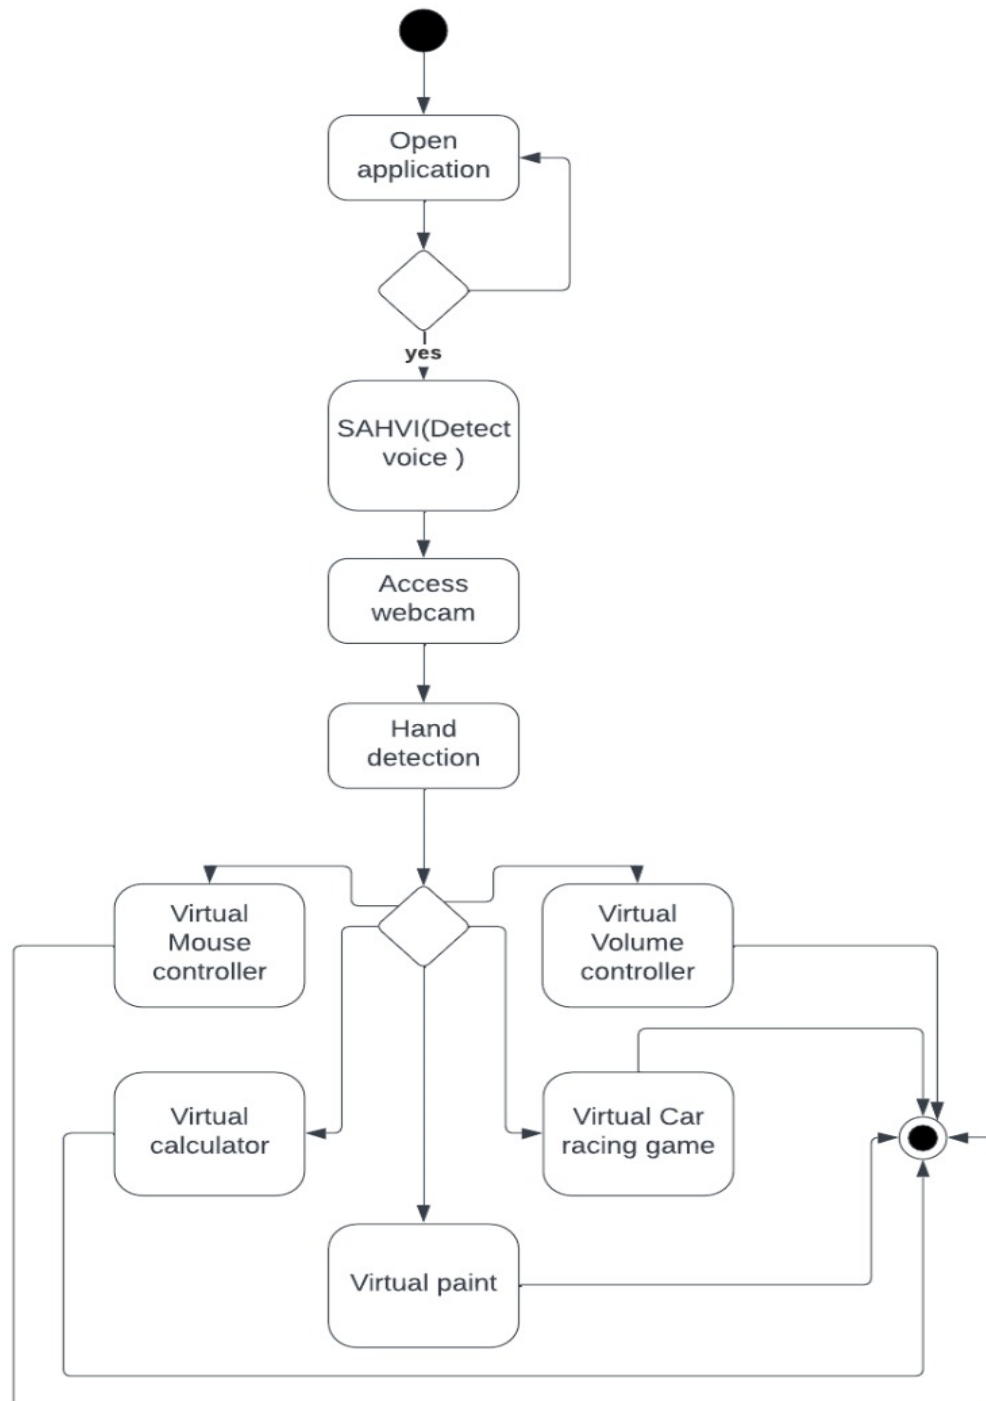 Open
application
yes
SAHVI(Detect
voice )
Access
webcam
Hand
detection
Virtual
Mouse
controller
Virtual
Volume
controller
Virtual
calculator
Virtual Car
racing game
Virtual paint